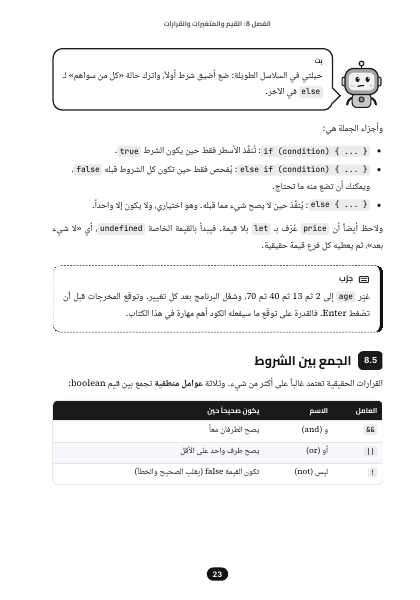 الفصل 8: القيم والمتغيرات والقرارات
بِت
حيلتي في السلاسل الطويلة: ضع أضيق شرط أولاً، واترك حالة «كل من سواهم» لـ
else في الآخر.
وأجزاء الجملة هي:
• if (condition) { ... } : تُنفَّذ الأسطر فقط حين يكون الشرط true .
• else if (condition) { ... } : يُفحص فقط حين تكون كل الشروط قبله false ,
ويمكنك أن تضع منه ما تحتاج.
• else { ... } : يُنفَّذ حين لا يصح شيء مما قبله. وهو اختياري، ولا يكون إلا واحداً.
ولاحظ أيضاً أن price عُرّف بـ let بلا قيمة. فيبدأ بالقيمة الخاصة undefined , أي «لا شيء
بعد»، ثم يعطيه كل فرع قيمة حقيقية.
جرّب
غيّر age إلى 2 ثم 13 ثم 40 ثم 70، وشغّل البرنامج بعد كل تغيير. وتوقع المخرجات قبل أن
تضغط Enter. فالقدرة على توقّع ما سيفعله الكود أهم مهارة في هذا الكتاب.
8.5 الجمع بين الشروط
القرارات الحقيقية تعتمد غالباً على أكثر من شيء. وثلاثة عوامل منطقية تجمع بين قيم boolean:
العامل الاسم يكون صحيحاً حين
&& و (and) يصح الطرفان معاً
|| أو (or) يصح طرف واحد على الأقل
! ليس (not) تكون القيمة false (يقلب الصحيح والخطأ)
23